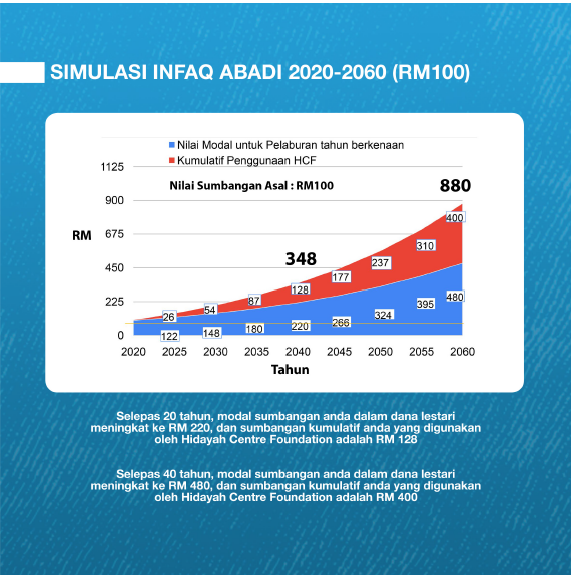 SIMULASI INFAQ ABADI 2020-2060 (RM100)
Nilai Modal untuk Pelaburan tahun berkenaan
Kumulatif Penggunaan HCF
1125
Nilai Sumbangan Asal : RM100
880
900
400
RM
675
310
348
237
450
177
128
480
87
395
225
54
324
26
266
220
180
148
122
0
2020 2025 2030 2035 2040 2045 2050 2055 2060
Tahun
Selepas 20 tahun, modal sumbangan anda dalam dana lestari
meningkat ke RM 220, dan sumbangan kumulatif anda yang digunakan
oleh Hidayah Centre Foundation adalah RM 128
Selepas 40 tahun, modal sumbangan anda dalam dana lestari
meningkat ke RM 480, dan sumbangan kumulatif anda yang digunakan
oleh Hidayah Centre Foundation adalah RM 400